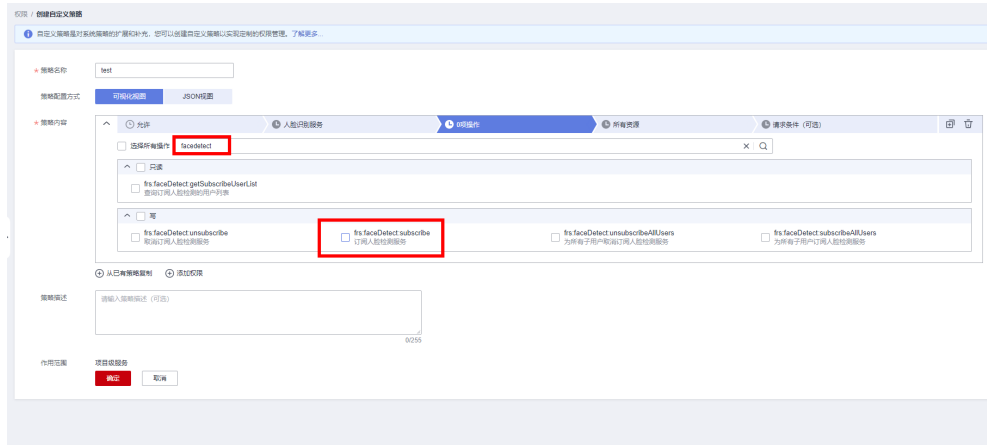 权限 / 创建自定义策略
自定义策略是对系统策略的扩展和补充，您可以创建自定义策略以实现定制的权限管理。了解更多...
* 策略名称 test
策略配置方式 可视化视图 JSON视图
* 策略内容 允许 人脸识别服务 0项操作 所有资源 请求条件（可选）
选择所有操作 facedetect
只读
frs:faceDetect:getSubscribeUserList
查询订阅人脸检测的用户列表
写
frs:faceDetect:unsubscribe frs:faceDetect:subscribe frs:faceDetect:unsubscribeAllUsers frs:faceDetect:subscribeAllUsers
取消订阅人脸检测服务 订阅人脸检测服务 为所有子用户取消订阅人脸检测服务 为所有子用户订阅人脸检测服务
从已有策略复制 添加权限
策略描述 请输入策略描述（可选）
0/255
作用范围 项目级服务
确定 取消